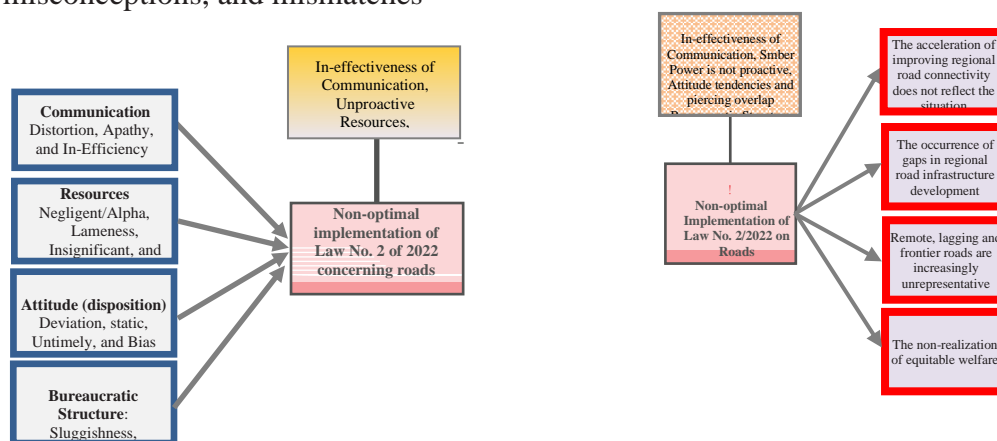 misconceptions, and mismatches
In-effectiveness of
Communication,
Unproactive
Resources,
Communication
Distortion, Apathy,
and In-Efficiency
Resources
Negligent/Alpha,
Lameness,
Insignificant, and
Attitude (disposition)
Deviation, static,
Untimely, and Bias
Bureaucratic
Structure:
Sluggishness,
Non-optimal
implementation of
Law No. 2 of 2022
concerning roads
In-effectiveness of
Communication, Smber
Power is not proactive,
Attitude tendencies and
piercing overlap
!
Non-optimal
Implementation of
Law No. 2/2022 on
Roads
The acceleration of
improving regional
road connectivity
does not reflect the
situation
The occurrence of
gaps in regional
road infrastructure
development
Remote, lagging and
frontier roads are
increasingly
unrepresentative
The non-realization
of equitable welfare